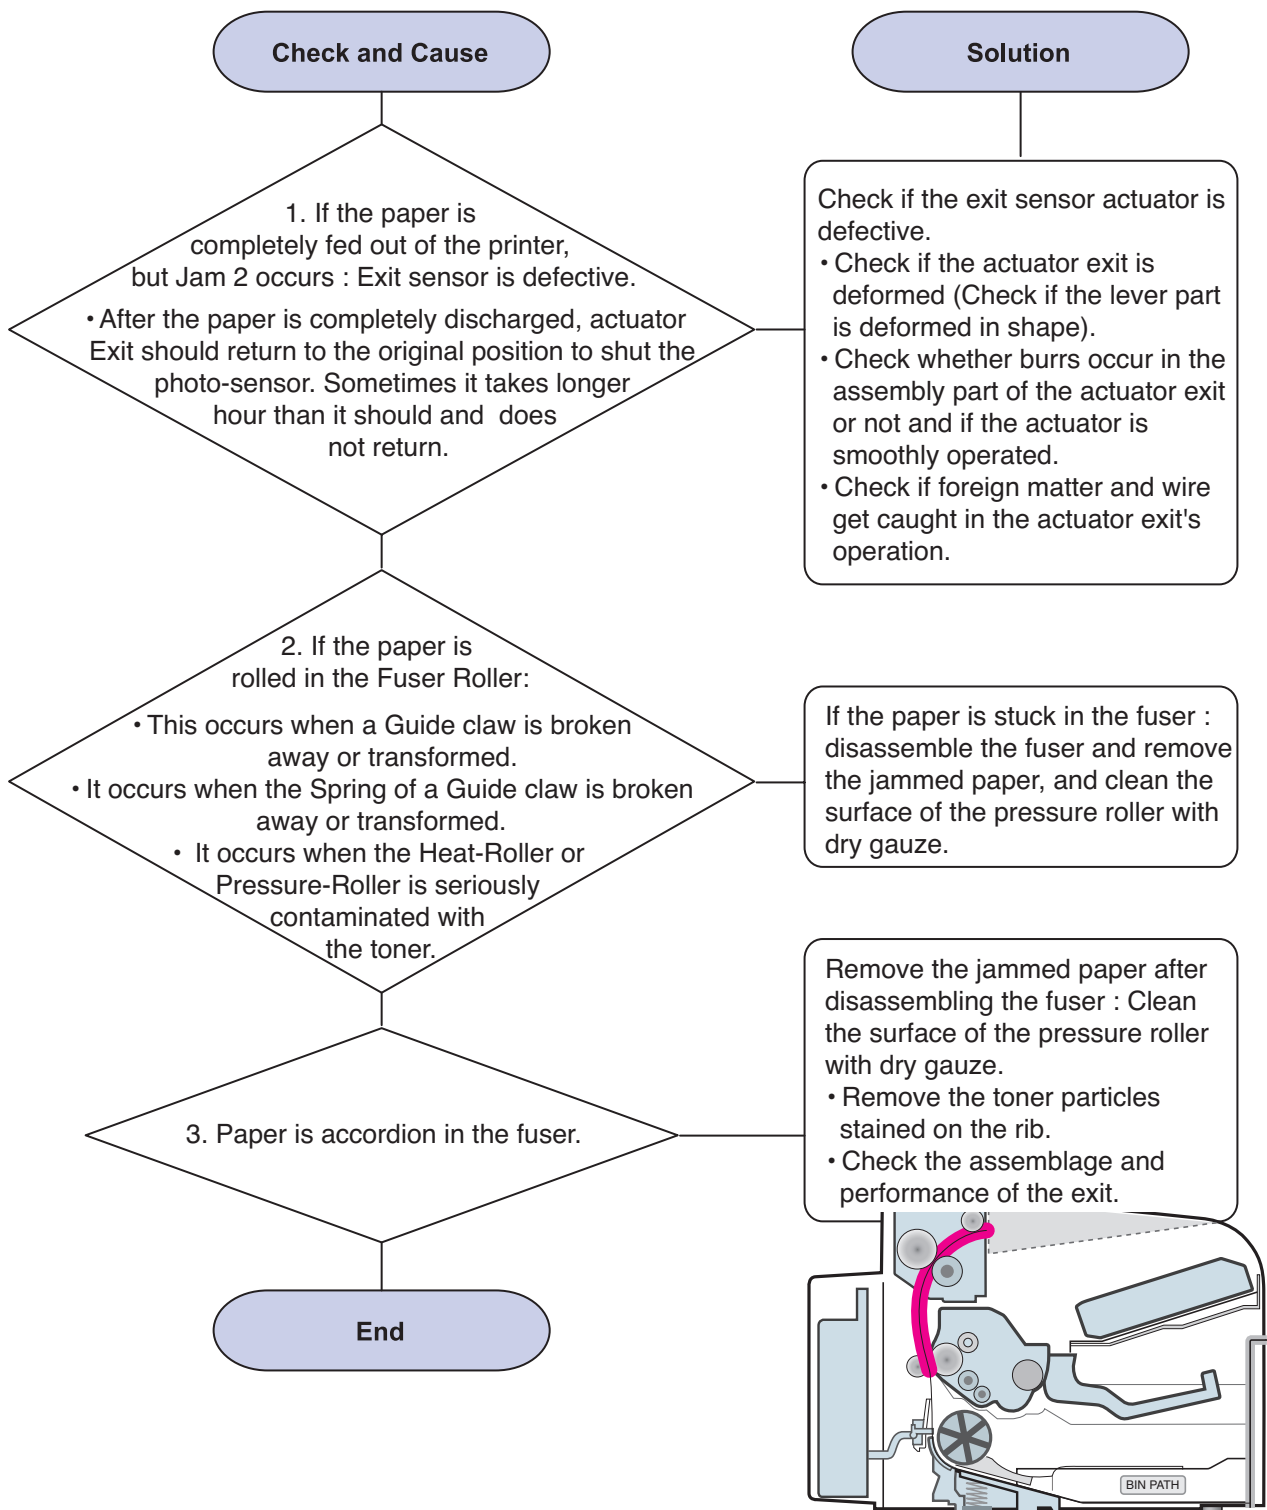 Check and Cause
Solution
1. If the paper is
completely fed out of the printer,
but Jam 2 occurs : Exit sensor is defective.
• After the paper is completely discharged, actuator
Exit should return to the original position to shut the
photo-sensor. Sometimes it takes longer
hour than it should and does
not return.
Check if the exit sensor actuator is
defective.
• Check if the actuator exit is
deformed (Check if the lever part
is deformed in shape).
• Check whether burrs occur in the
assembly part of the actuator exit
or not and if the actuator is
smoothly operated.
• Check if foreign matter and wire
get caught in the actuator exit's
operation.
2. If the paper is
rolled in the Fuser Roller:
• This occurs when a Guide claw is broken
away or transformed.
• It occurs when the Spring of a Guide claw is broken
away or transformed.
• It occurs when the Heat-Roller or
Pressure-Roller is seriously
contaminated with
the toner.
If the paper is stuck in the fuser :
disassemble the fuser and remove
the jammed paper, and clean the
surface of the pressure roller with
dry gauze.
3. Paper is accordion in the fuser.
Remove the jammed paper after
disassembling the fuser : Clean
the surface of the pressure roller
with dry gauze.
• Remove the toner particles
stained on the rib.
• Check the assemblage and
performance of the exit.
End
BIN PATH